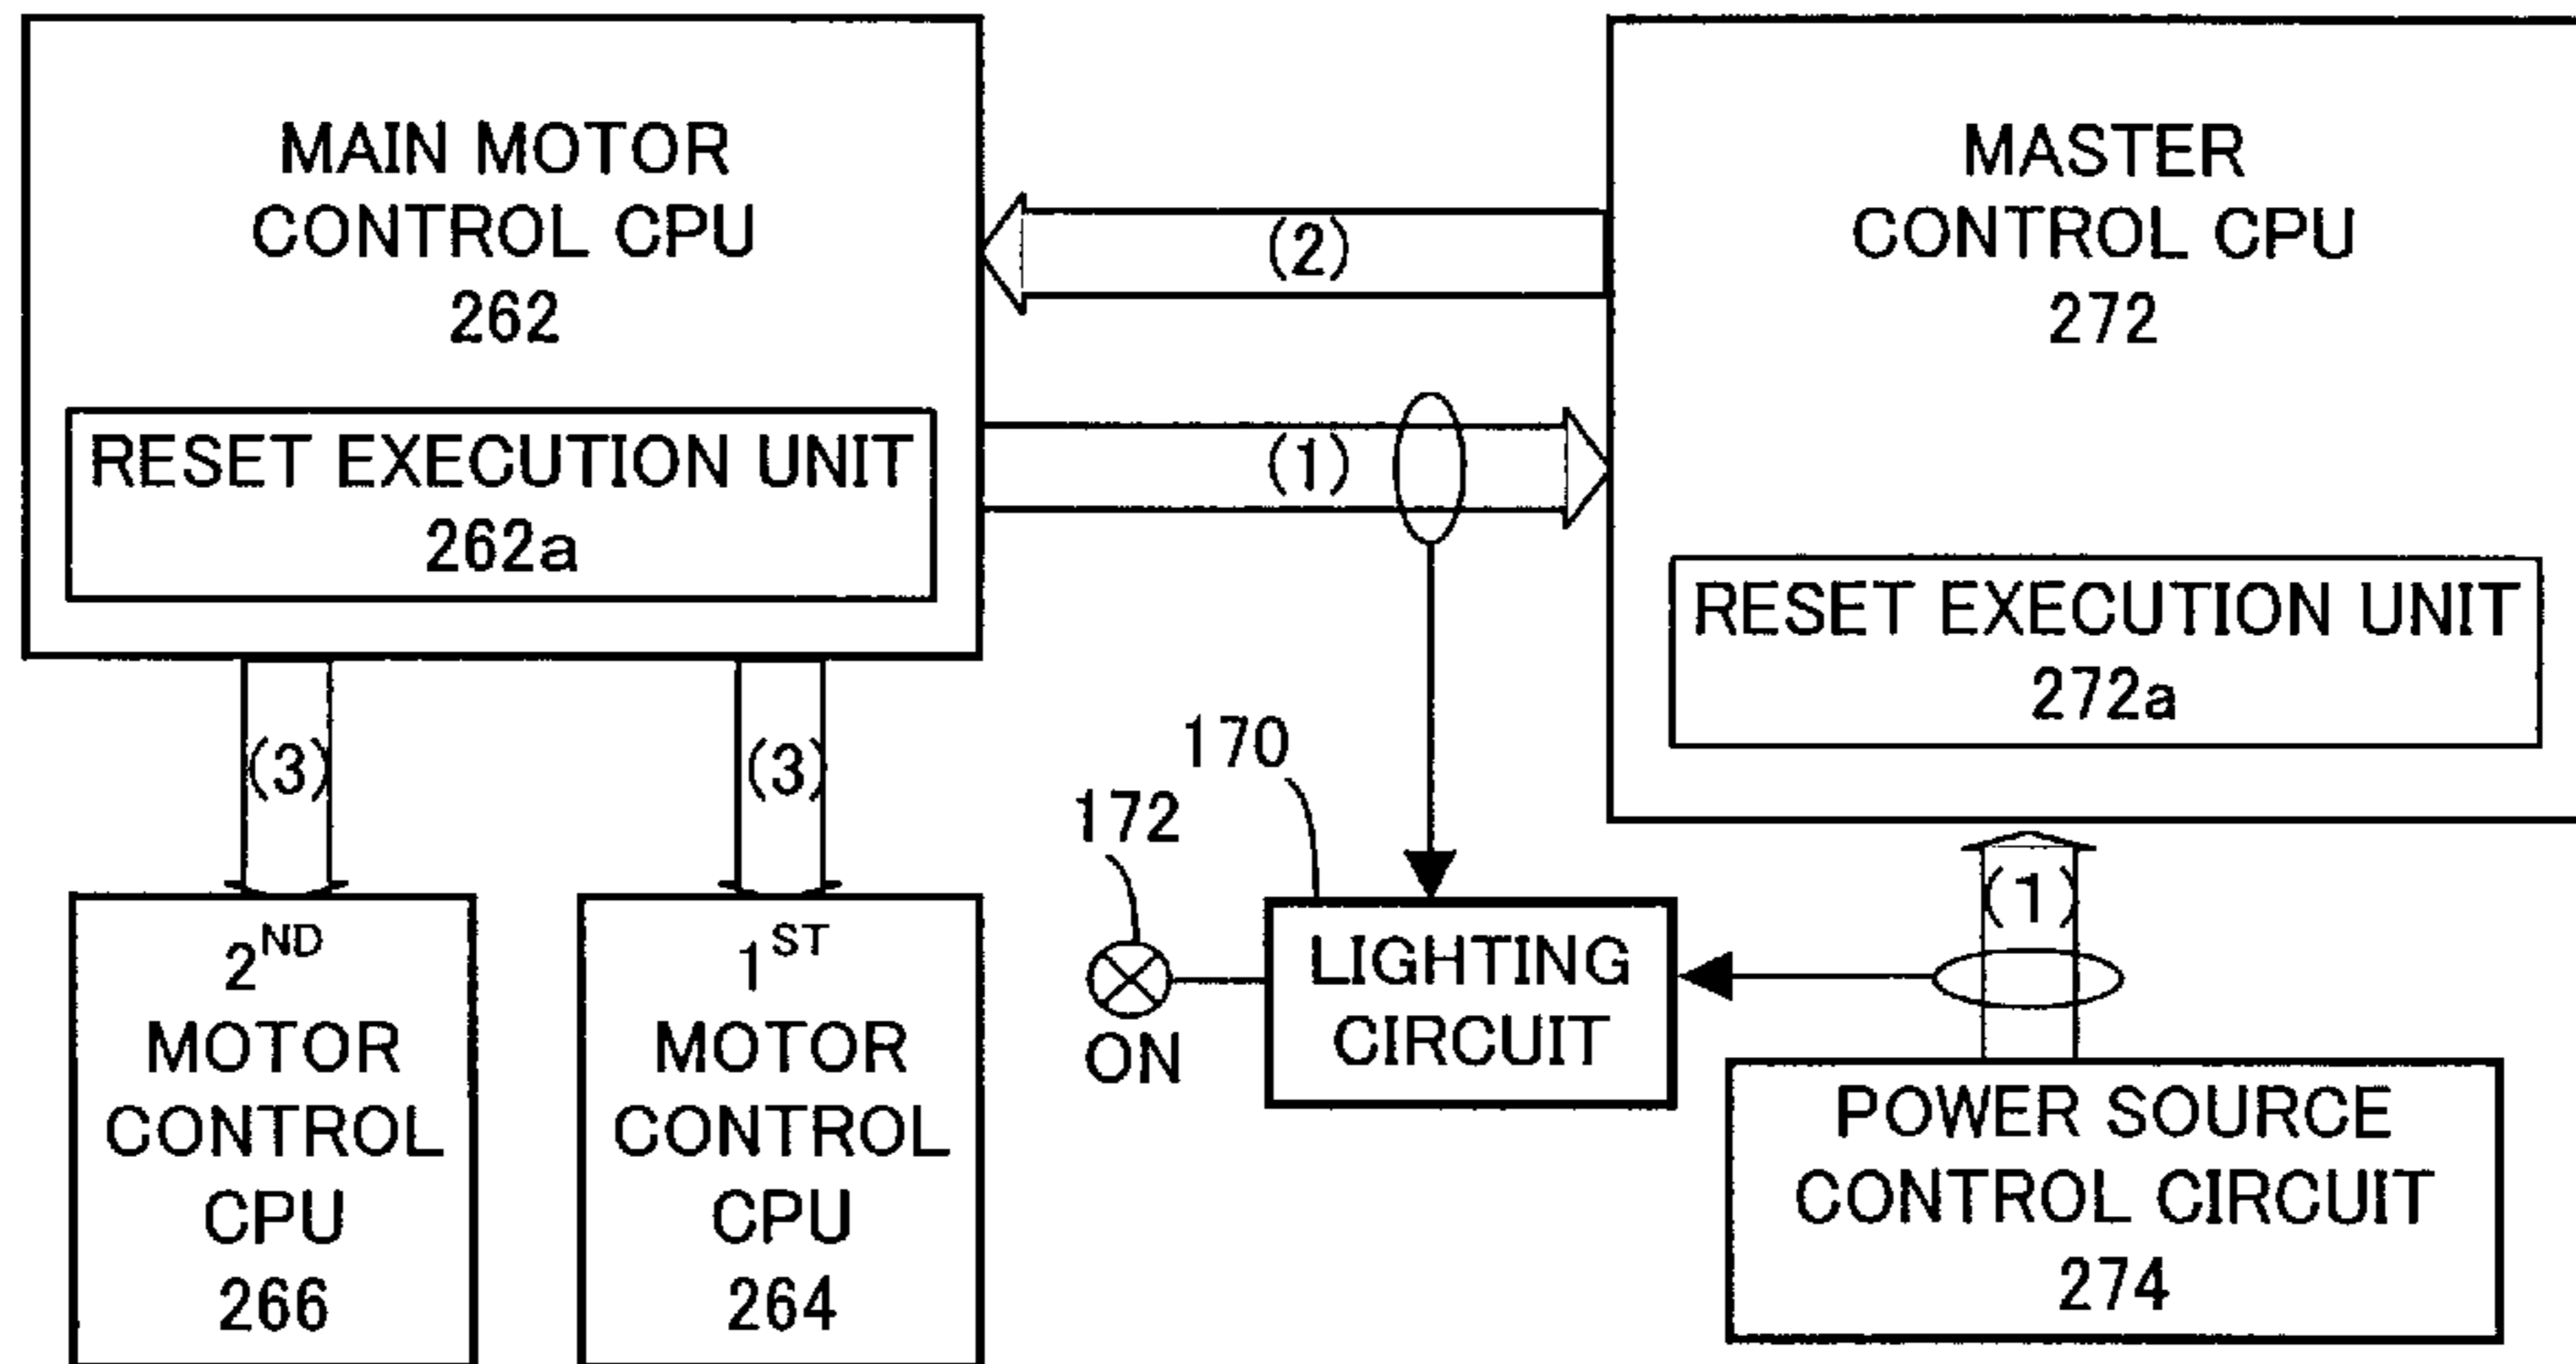 MAIN MOTOR
CONTROL CPU
262
RESET EXECUTION UNIT
262a
(2)
(1)
MASTER
CONTROL CPU
272
RESET EXECUTION UNIT
272a
(3)
(3)
170
172
ON
2ND
MOTOR
CONTROL
CPU
266
1ST
MOTOR
CONTROL
CPU
264
LIGHTING
CIRCUIT
(1)
POWER SOURCE
CONTROL CIRCUIT
274